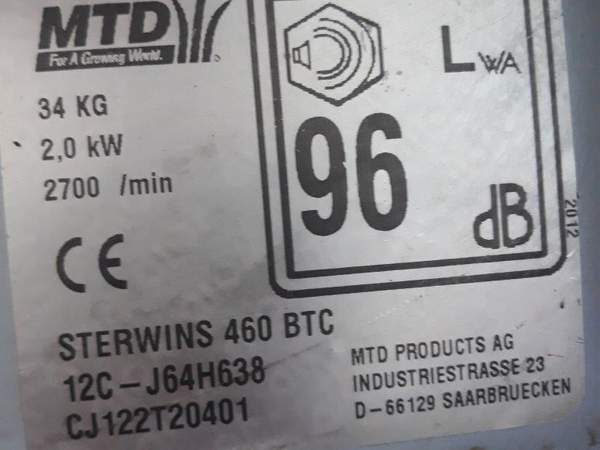 MTD
For A Growing World.
34 KG
2,0 kW
2700 /min
CE
LWA
96
dB
2012
STERWINS 460 BTC
12C-J64H638
CJ122T20401
MTD PRODUCTS AG
INDUSTRIESTRASSE 23
D-66129 SAARBRUECKEN